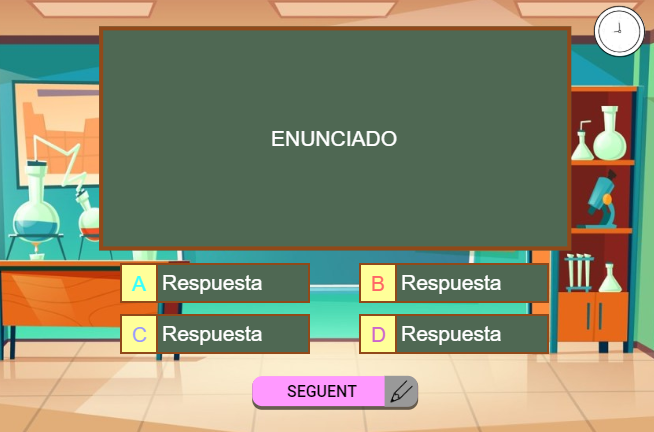 ENUNCIADO
A Respuesta
B Respuesta
C Respuesta
D Respuesta
SEGUENT